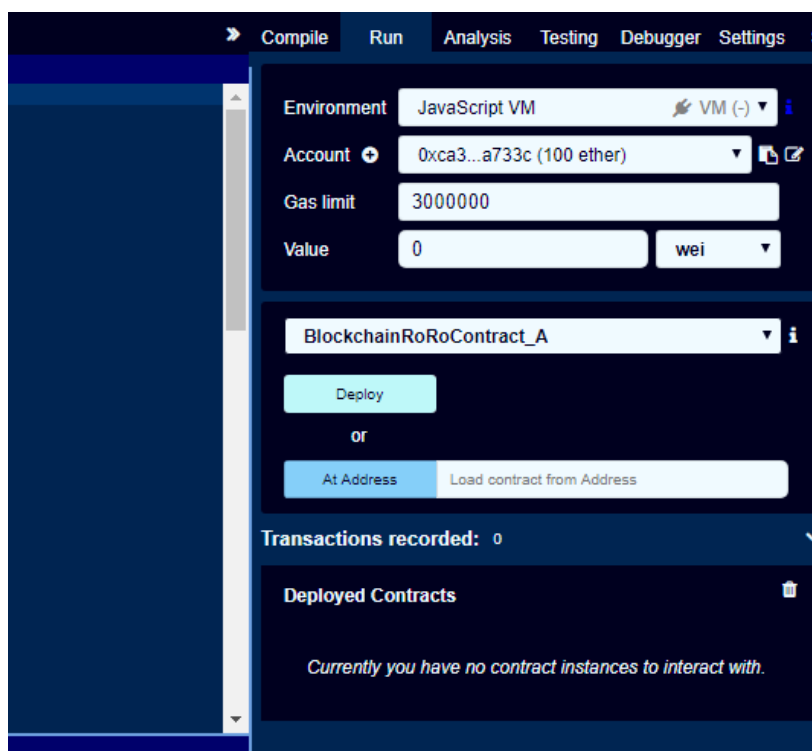 Compile Run Analysis Testing Debugger Settings
Environment JavaScript VM VM (-)
Account 0xca3...a733c (100 ether)
Gas limit 3000000
Value 0 wei
BlockchainRoRoContract_A
Deploy
or
At Address Load contract from Address
Transactions recorded: 0
Deployed Contracts
Currently you have no contract instances to interact with.